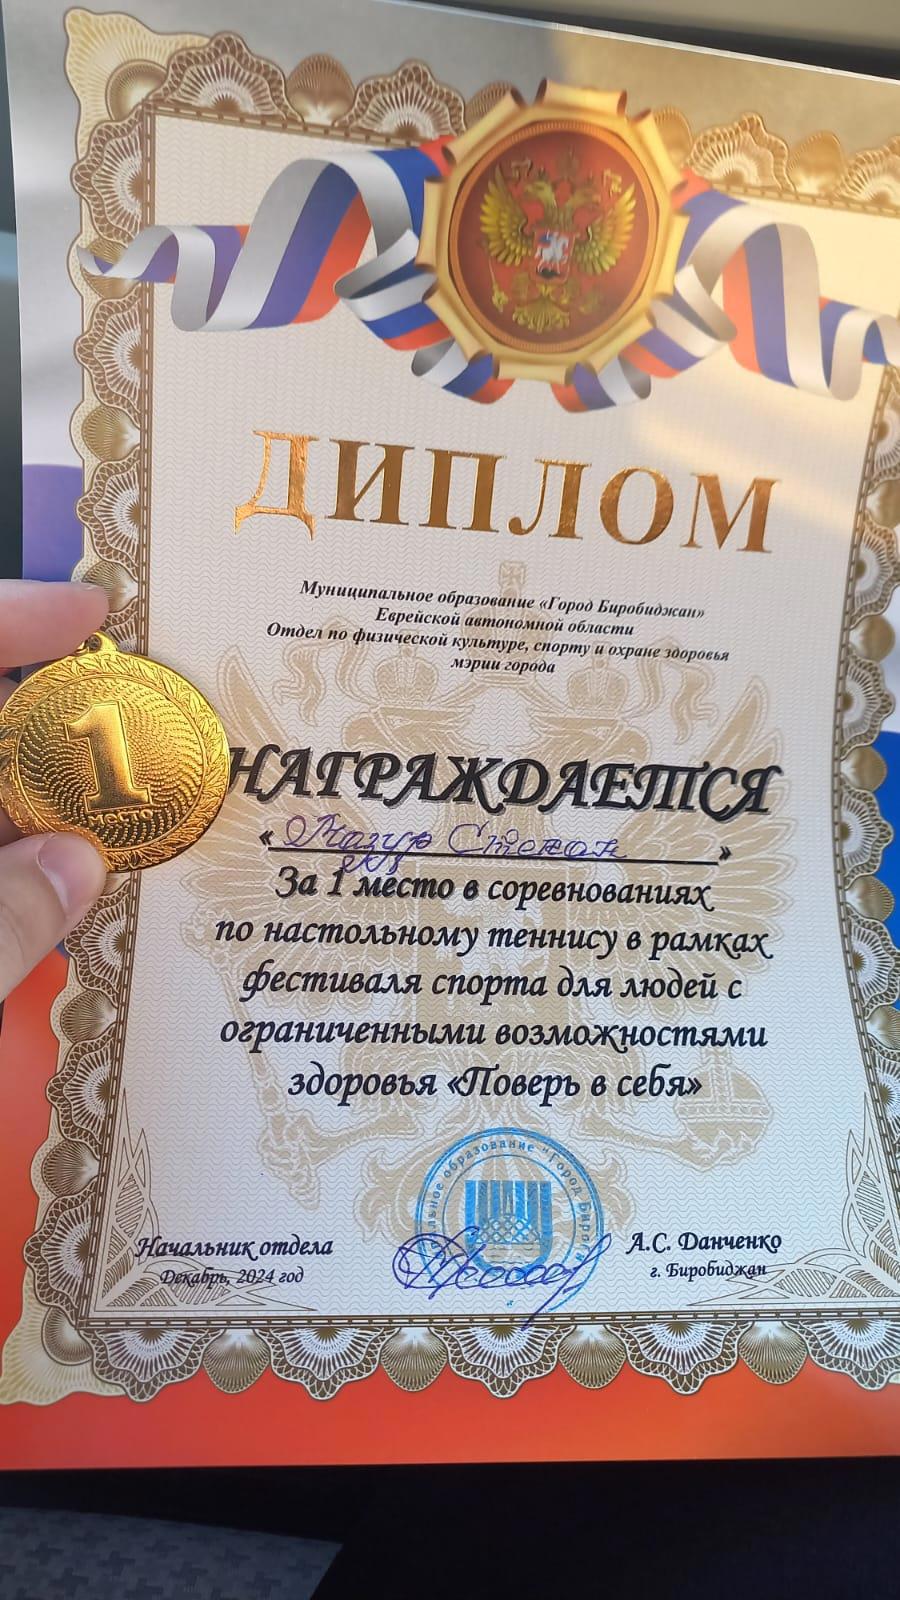 ДИПЛОМ
Муниципальное образование «Город Биробиджан»
Еврейской автономной области
Отдел по физической культуре, спорту и охране здоровья
мэрии города
НАГРАЖДАЕТСЯ
« Мазур Степан »
За 1 место в соревнованиях
по настольному теннису в рамках
фестиваля спорта для людей с
ограниченными возможностями
здоровья «Поверь в себя»
Начальник отдела
Декабрь, 2024 год
А.С. Данченко
г. Биробиджан
образование "Город
1
МЕСТО